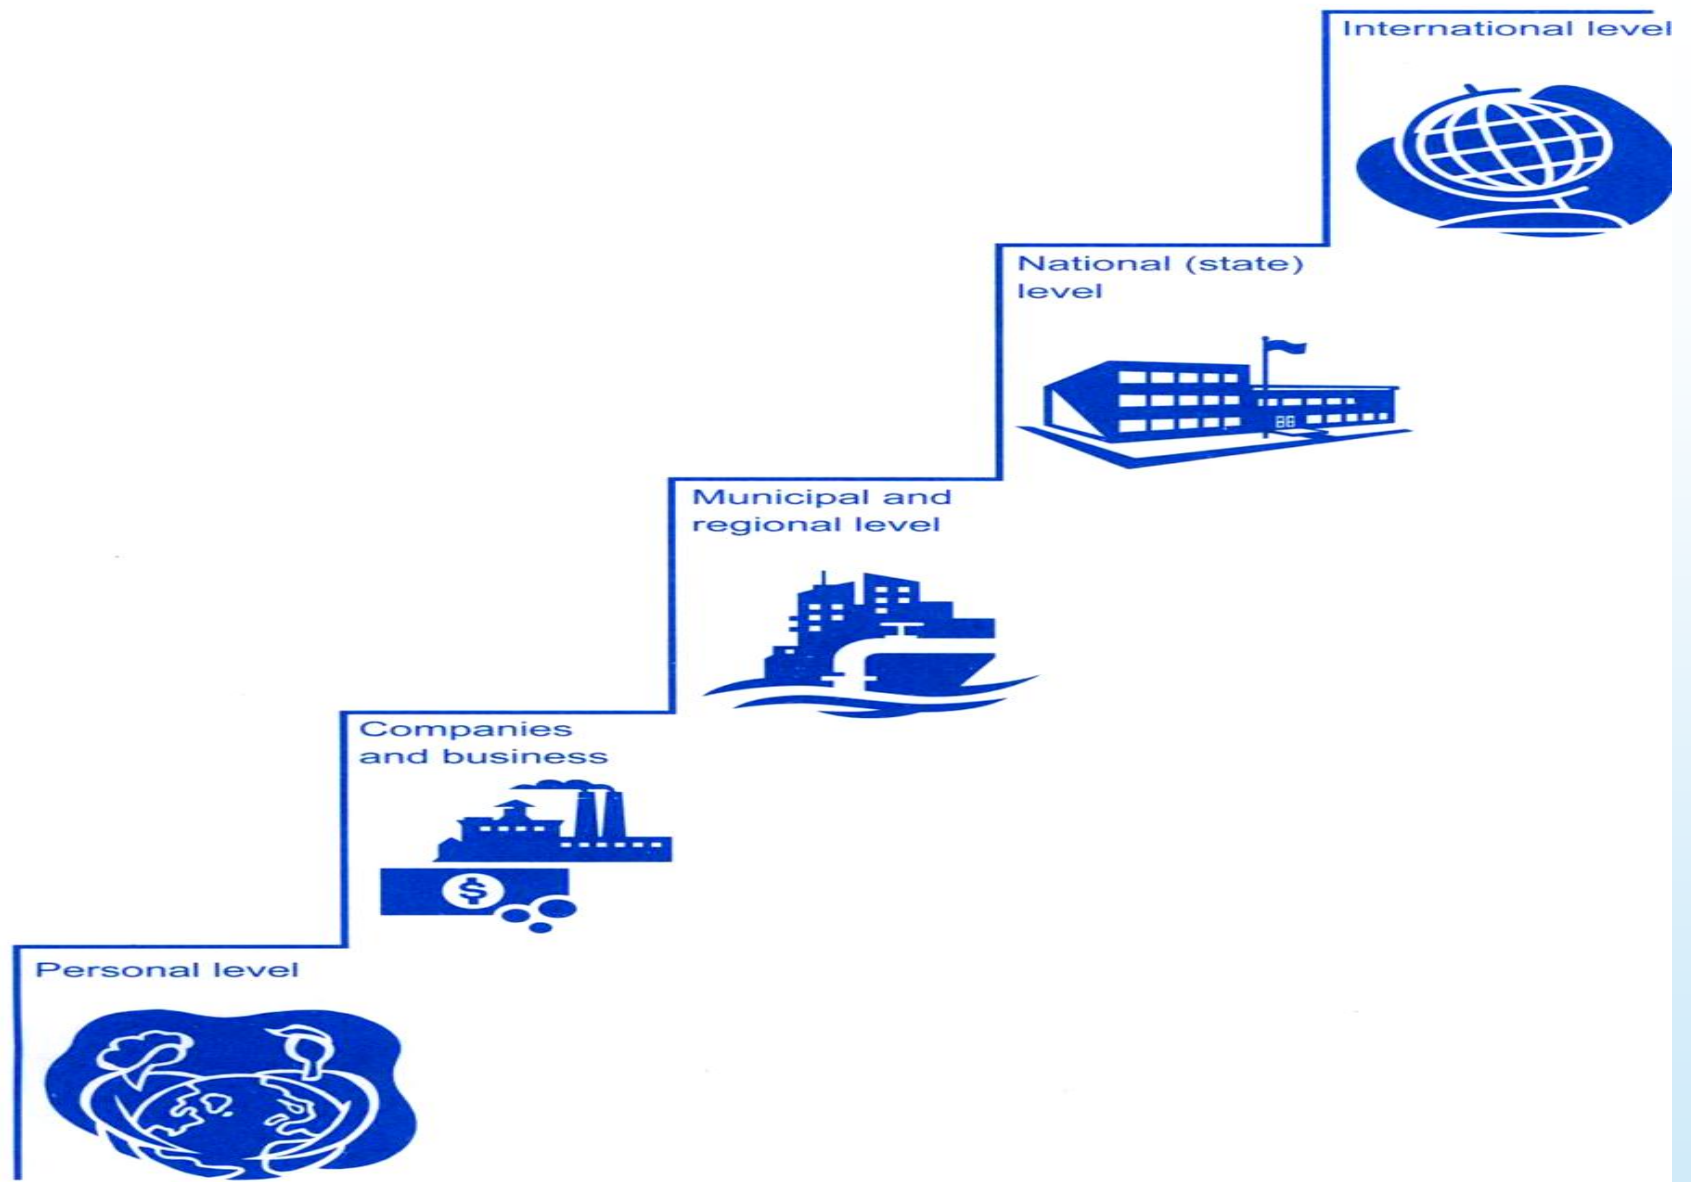 International level
National (state)
level
Municipal and
regional level
Companies
and business
$
Personal level